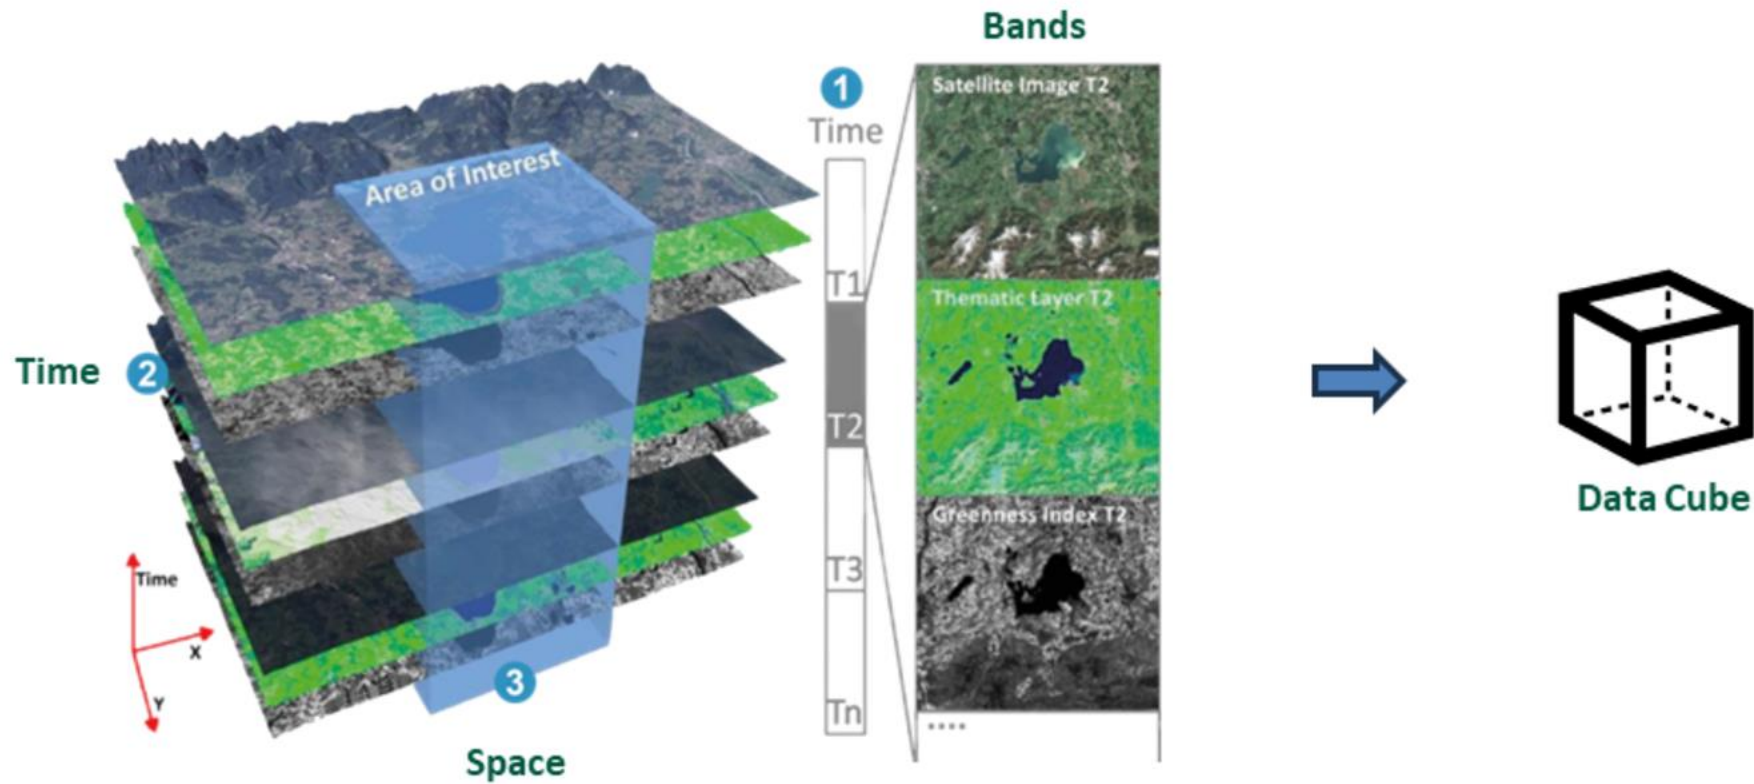 Bands
1
Time
Satellite Image T2
Area of Interest
T1
Thematic Layer T2
Time
2
T2
Data Cube
Greenness Index T2
T3
Time
X
3
Y
Tn
....
Space